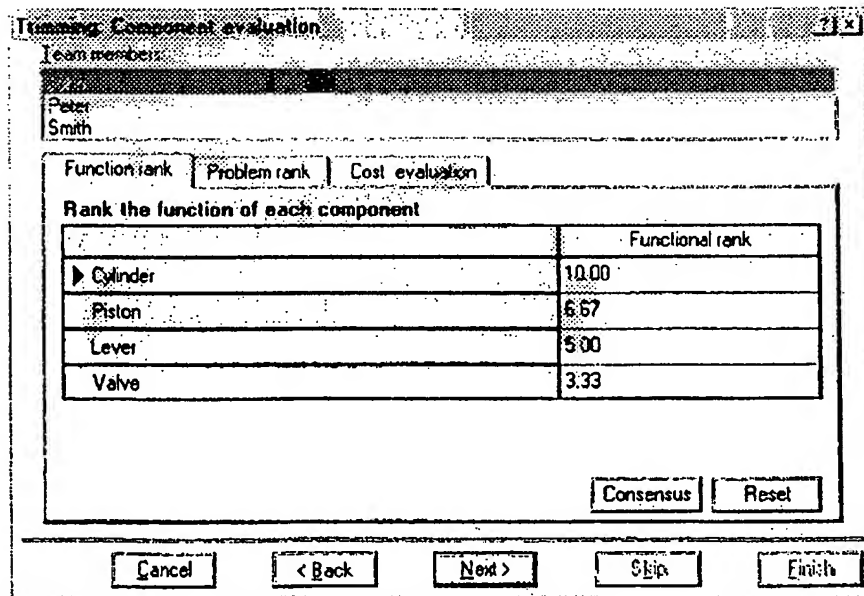 Trimming: Component evaluation ? ×
Team members:
Peter
Smith
Function rank Problem rank Cost evaluation
Rank the function of each component
Functional rank
Cylinder 10.00
Piston 6.67
Lever 5.00
Valve 3.33
Consensus Reset
Cancel < Back Next > Skip Finish